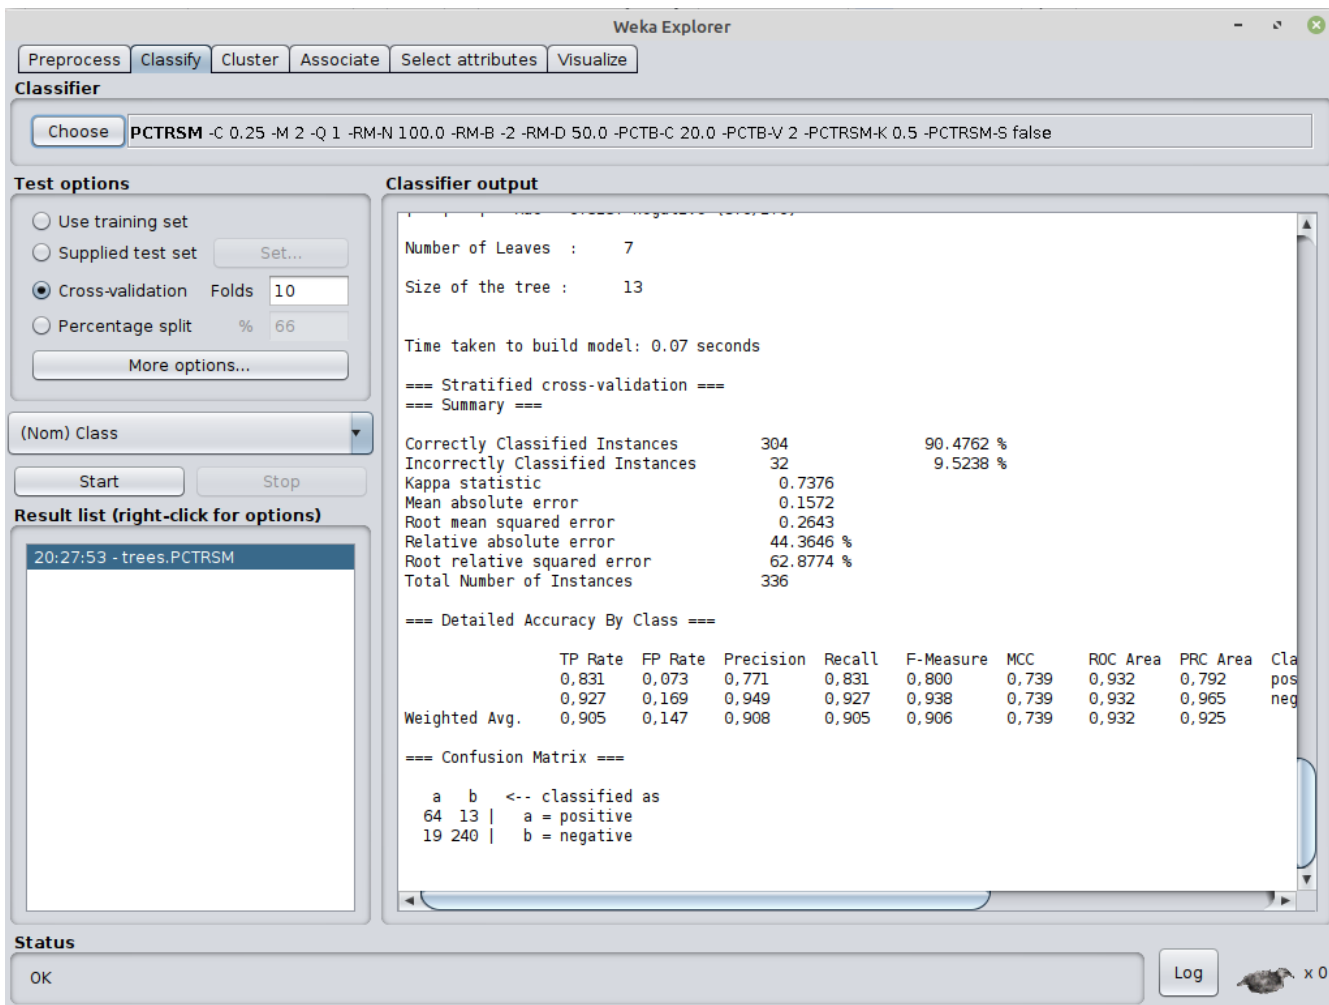 Weka Explorer
Preprocess Classify Cluster Associate Select attributes Visualize
Classifier
Choose PCTRSM -C 0.25 -M 2 -Q 1 -RM-N 100.0 -RM-B -2 -RM-D 50.0 -PCTB-C 20.0 -PCTB-V 2 -PCTRSM-K 0.5 -PCTRSM-S false
Test options
Use training set
Supplied test set Set...
Cross-validation Folds 10
Percentage split % 66
More options...
(Nom) Class
Start Stop
Result list (right-click for options)
20:27:53 - trees.PCTRSM
Classifier output
Number of Leaves : 7
Size of the tree : 13
Time taken to build model: 0.07 seconds
=== Stratified cross-validation ===
=== Summary ===
Correctly Classified Instances 304 90.4762 %
Incorrectly Classified Instances 32 9.5238 %
Kappa statistic 0.7376
Mean absolute error 0.1572
Root mean squared error 0.2643
Relative absolute error 44.3646 %
Root relative squared error 62.8774 %
Total Number of Instances 336
=== Detailed Accuracy By Class ===
TP Rate FP Rate Precision Recall F-Measure MCC ROC Area PRC Area Cla
0,831 0,073 0,771 0,831 0,800 0,739 0,932 0,792 pos
0,927 0,169 0,949 0,927 0,938 0,739 0,932 0,965 neg
Weighted Avg. 0,905 0,147 0,908 0,905 0,906 0,739 0,932 0,925
=== Confusion Matrix ===
a b <-- classified as
64 13 | a = positive
19 240 | b = negative
Status
OK
Log x 0